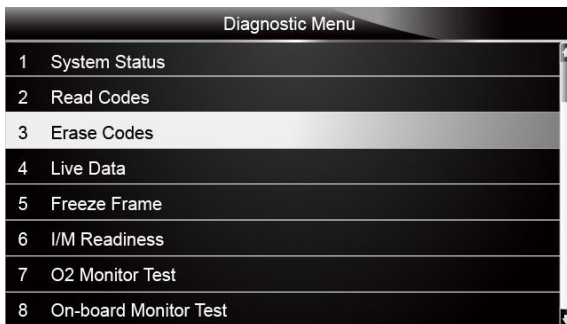 Diagnostic Menu
1 System Status
2 Read Codes
3 Erase Codes
4 Live Data
5 Freeze Frame
6 I/M Readiness
7 O2 Monitor Test
8 On-board Monitor Test